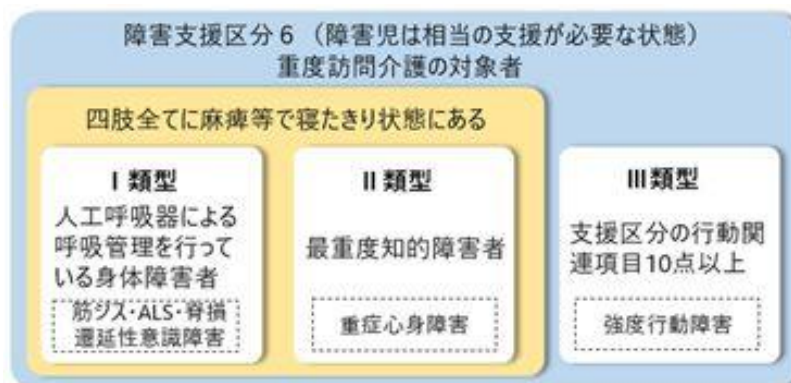 障害支援区分6 (障害児は相当の支援が必要な状態)
重度訪問介護の対象者
四肢全てに麻痺等で寝たきり状態にある
I 類型
人工呼吸器による
呼吸管理を行って
いる身体障害者
筋ジス・ALS・脊損
遷延性意識障害
II 類型
最重度知的障害者
重症心身障害
III類型
支援区分の行動関
連項目10点以上
強度行動障害